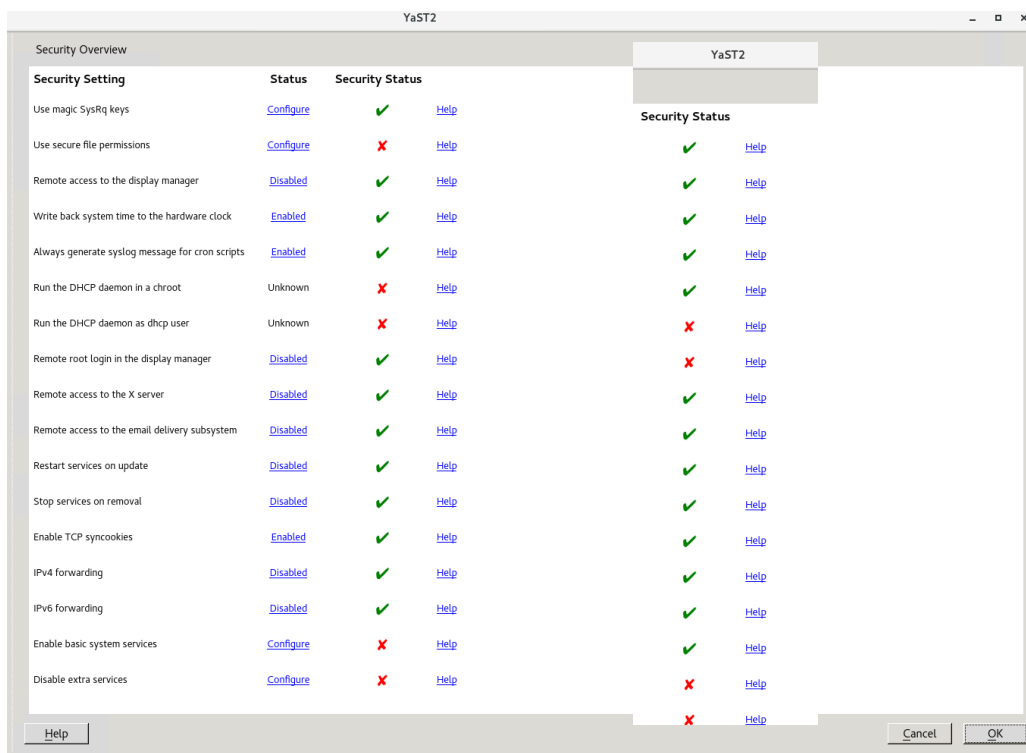 YaST2
Security Overview
YaST2
Security Setting Status Security Status
Security Status
Use magic SysRq keys Configure ✔ Help
✔ Help
Use secure file permissions Configure ✘ Help
✔ Help
Remote access to the display manager Disabled ✔ Help
✔ Help
Write back system time to the hardware clock Enabled ✔ Help
✔ Help
Always generate syslog message for cron scripts Enabled ✔ Help
✔ Help
Run the DHCP daemon in a chroot Unknown ✘ Help
✘ Help
Run the DHCP daemon as dhcp user Unknown ✘ Help
✘ Help
Remote root login in the display manager Disabled ✔ Help
✔ Help
Remote access to the X server Disabled ✔ Help
✔ Help
Remote access to the email delivery subsystem Disabled ✔ Help
✔ Help
Restart services on update Disabled ✔ Help
✔ Help
Stop services on removal Disabled ✔ Help
✔ Help
Enable TCP syncookies Enabled ✔ Help
✔ Help
IPv4 forwarding Disabled ✔ Help
✔ Help
IPv6 forwarding Disabled ✔ Help
✔ Help
Enable basic system services Configure ✘ Help
✘ Help
Disable extra services Configure ✘ Help
✘ Help
Help Cancel OK